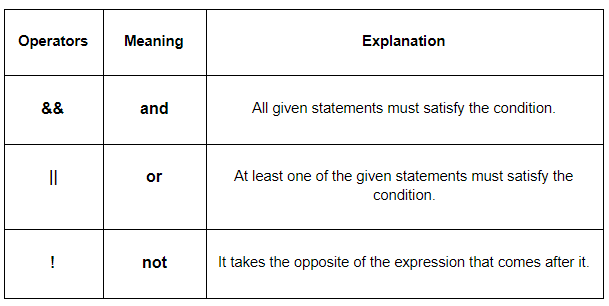 Operators Meaning Explanation
&& and All given statements must satisfy the condition.
|| or At least one of the given statements must satisfy the
condition.
! not It takes the opposite of the expression that comes after it.